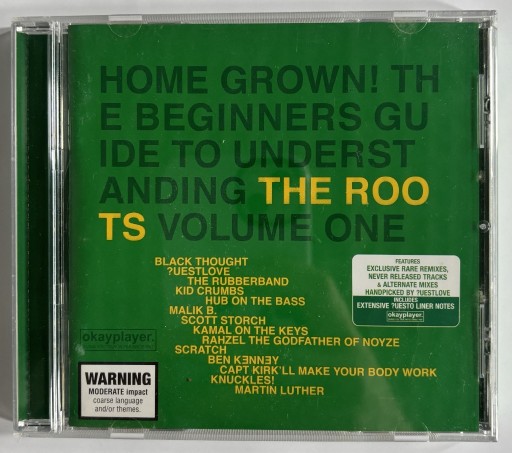 HOME GROWN! TH
E BEGINNERS GU
IDE TO UNDERST
ANDING THE ROO
TS VOLUME ONE
BLACK THOUGHT
?UESTLOVE
THE RUBBERBAND
KID CRUMBS
HUB ON THE BASS
MALIK B.
SCOTT STORCH
KAMAL ON THE KEYS
RAHZEL THE GODFATHER OF NOYZE
SCRATCH
BEN KƎNNƎY
CAPT KIRK'LL MAKE YOUR BODY WORK
KNUCKLES!
MARTIN LUTHER
FEATURES
EXCLUSIVE RARE REMIXES,
NEVER RELEASED TRACKS
& ALTERNATE MIXES
HANDPICKED BY ?UESTLOVE
INCLUDES
EXTENSIVE ?UESTO LINER NOTES
okayplayer.
okayplayer.
WARNING
MODERATE impact
coarse language
and/or themes.